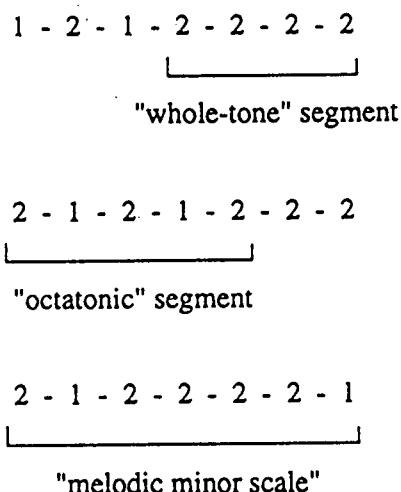 1 - 2 - 1 - 2 - 2 - 2 - 2
"whole-tone" segment
2 - 1 - 2 - 1 - 2 - 2 - 2
"octatonic" segment
2 - 1 - 2 - 2 - 2 - 2 - 1
"melodic minor scale"